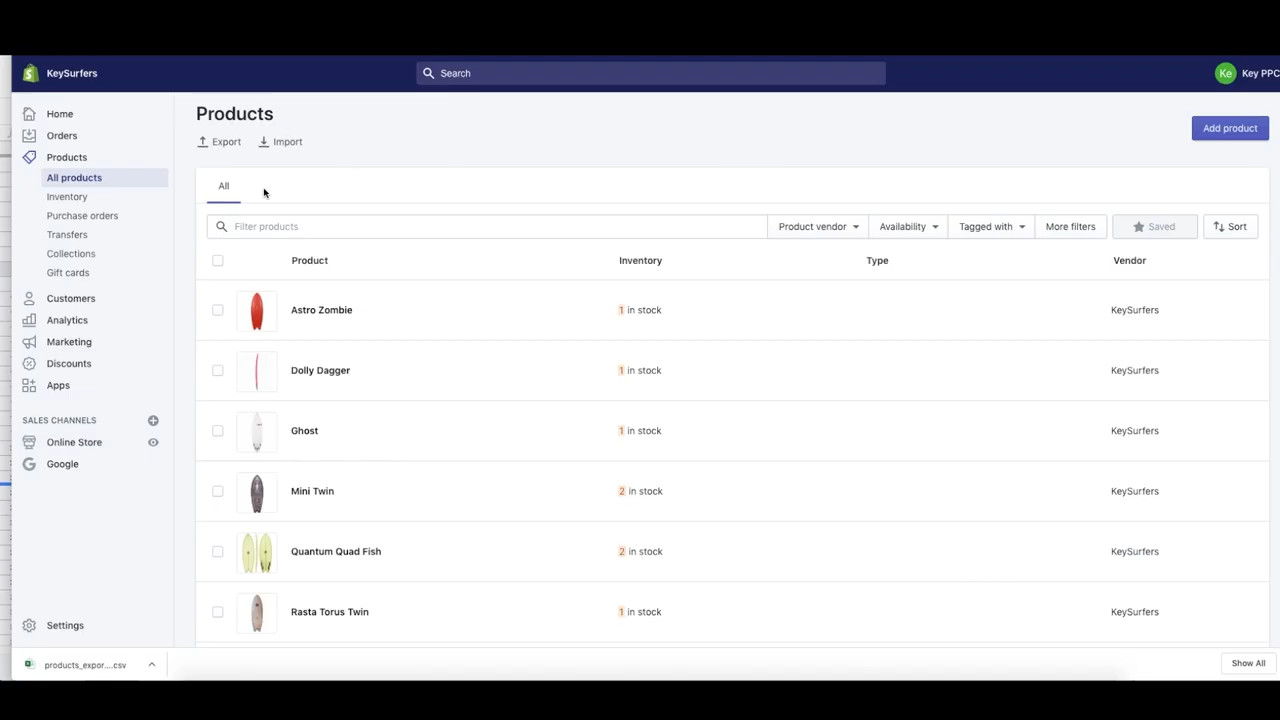 KeySurfers
Search
Ke Key PPC
Home
Orders
Products
All products
Inventory
Purchase orders
Transfers
Collections
Gift cards
Customers
Analytics
Marketing
Discounts
Apps
SALES CHANNELS
Online Store
Google
Settings
Products
Export Import
Add product
All
Filter products Product vendor Availability Tagged with More filters Saved Sort
Product Inventory Type Vendor
Astro Zombie 1 in stock KeySurfers
Dolly Dagger 1 in stock KeySurfers
Ghost 1 in stock KeySurfers
Mini Twin 2 in stock KeySurfers
Quantum Quad Fish 2 in stock KeySurfers
Rasta Torus Twin 1 in stock KeySurfers
products_expor....csv Show All